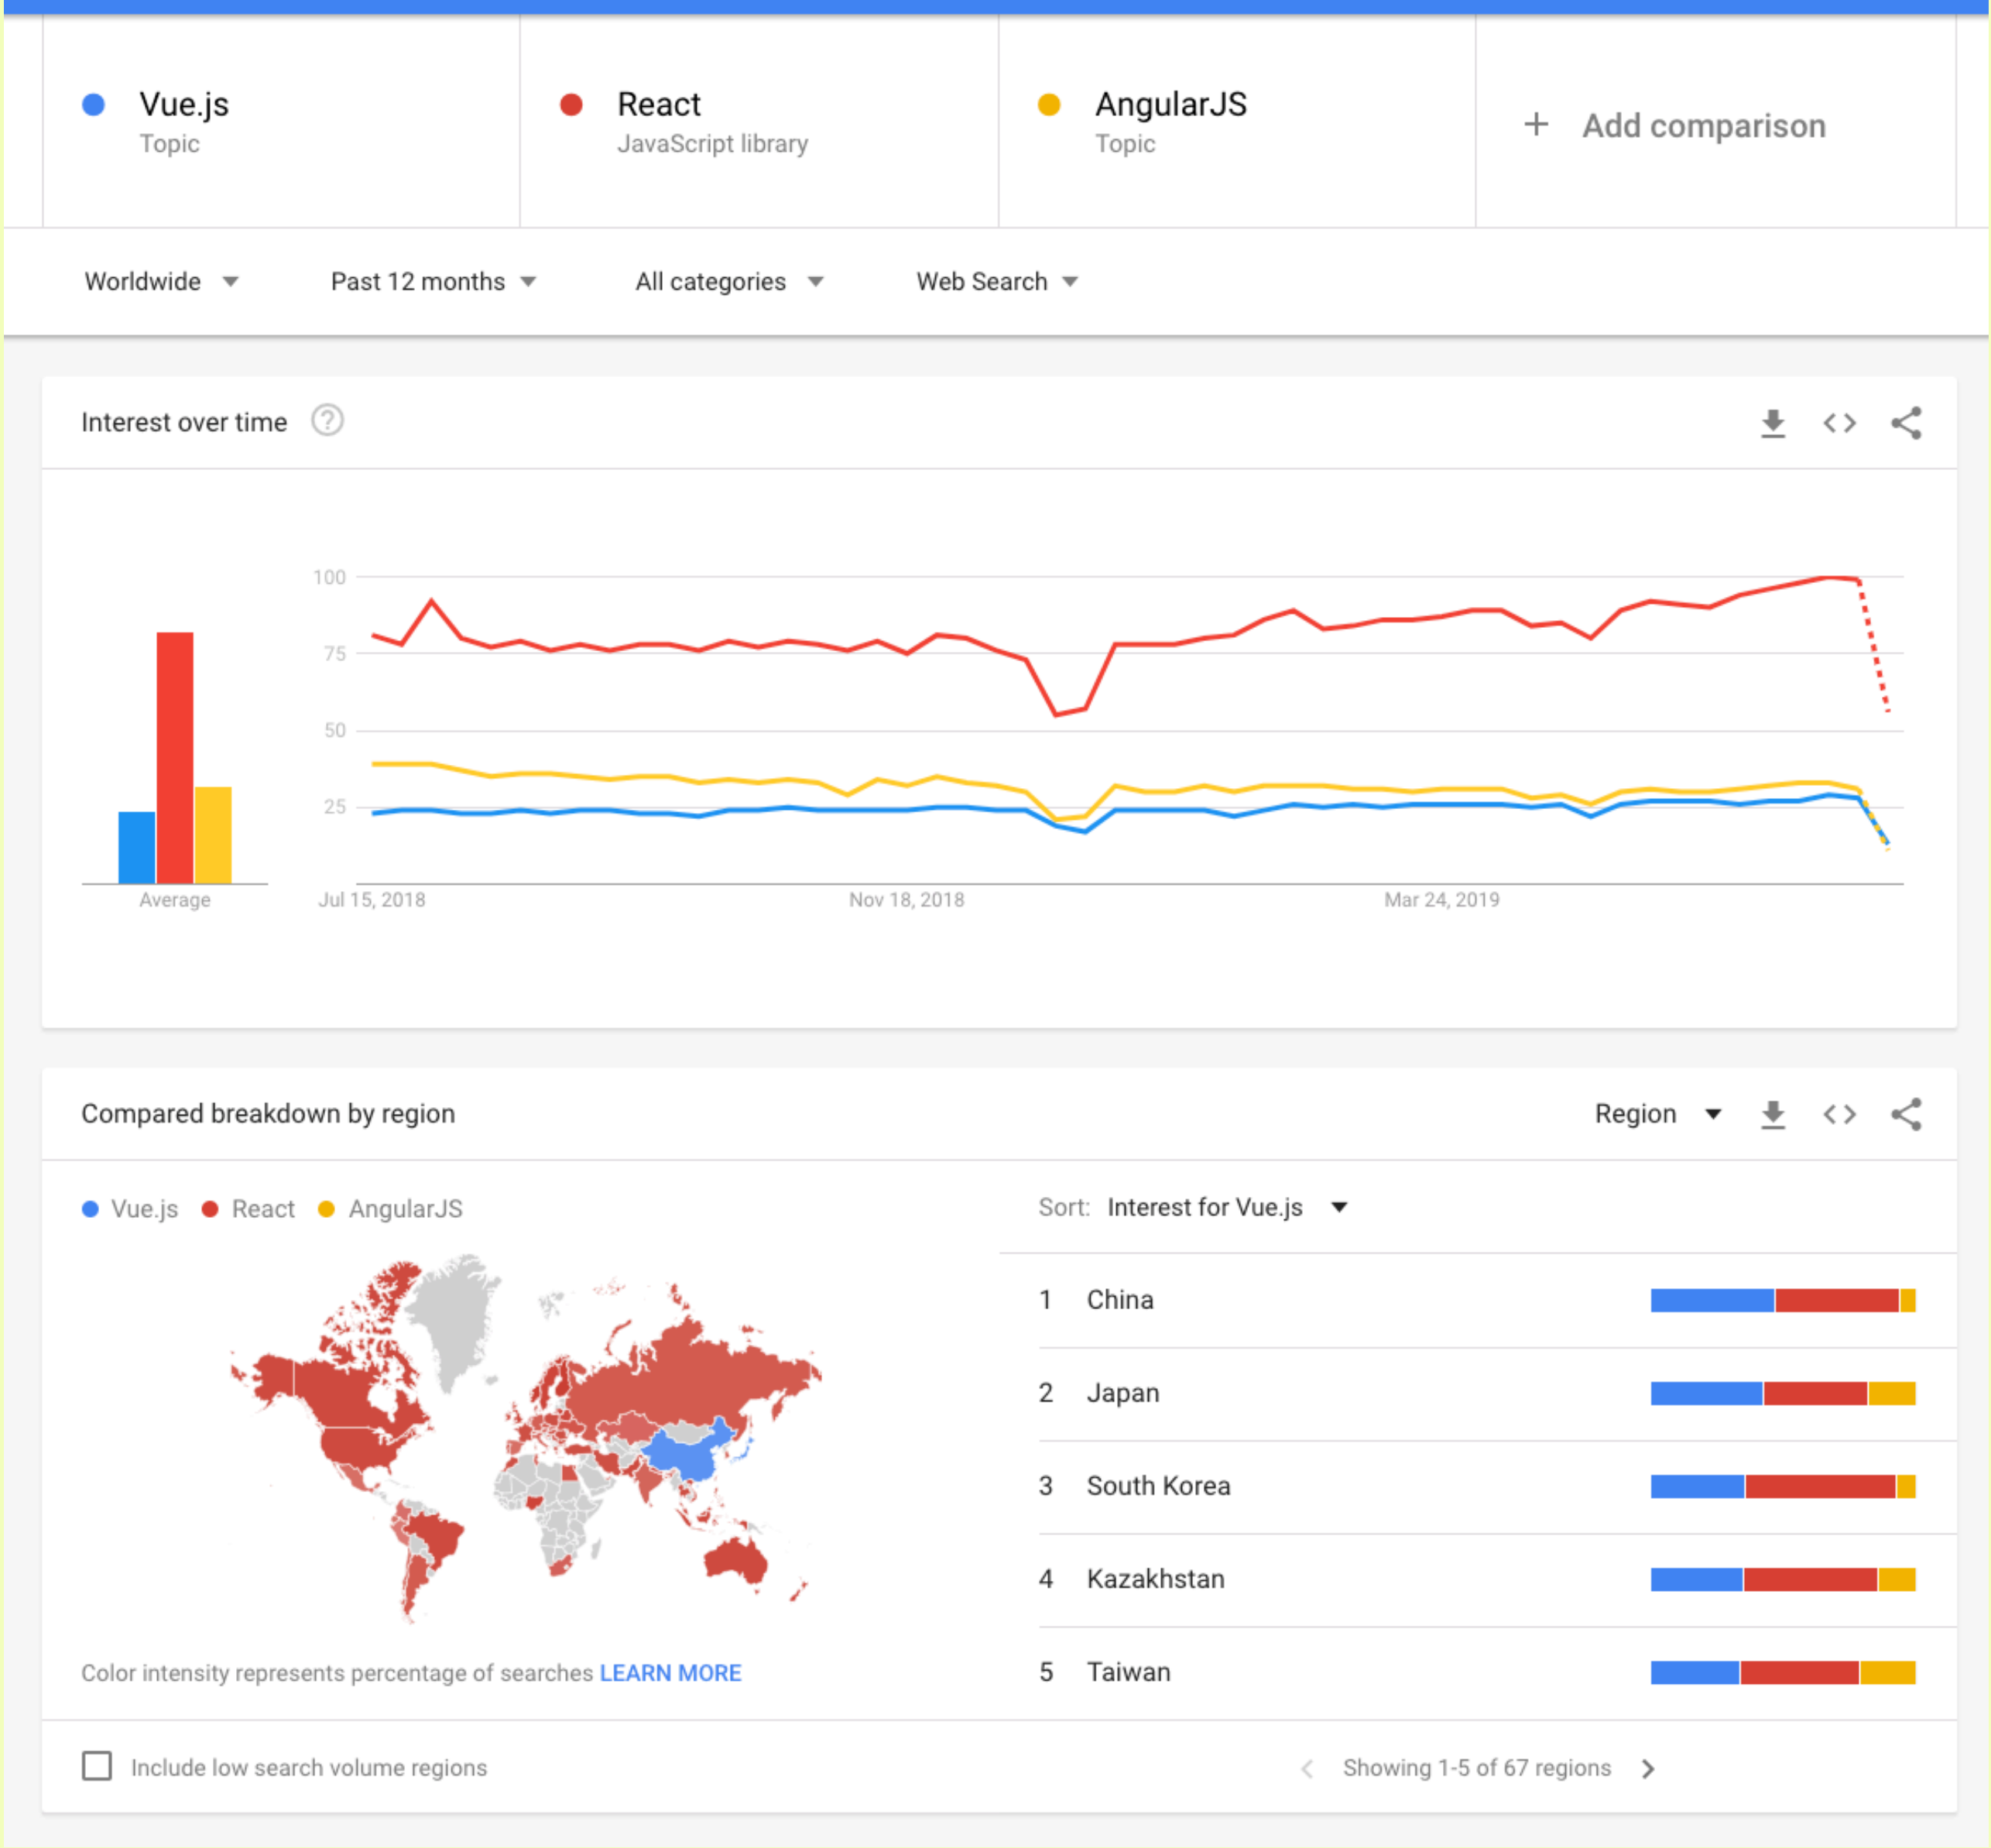 Vue.js
Topic
React
JavaScript library
AngularJS
Topic
+ Add comparison
Worldwide
Past 12 months
All categories
Web Search
Interest over time ?
100
75
50
25
Average
Jul 15, 2018
Nov 18, 2018
Mar 24, 2019
Compared breakdown by region
Region
Vue.js React AngularJS
Sort: Interest for Vue.js
1 China
2 Japan
3 South Korea
4 Kazakhstan
5 Taiwan
Color intensity represents percentage of searches LEARN MORE
Include low search volume regions
Showing 1-5 of 67 regions